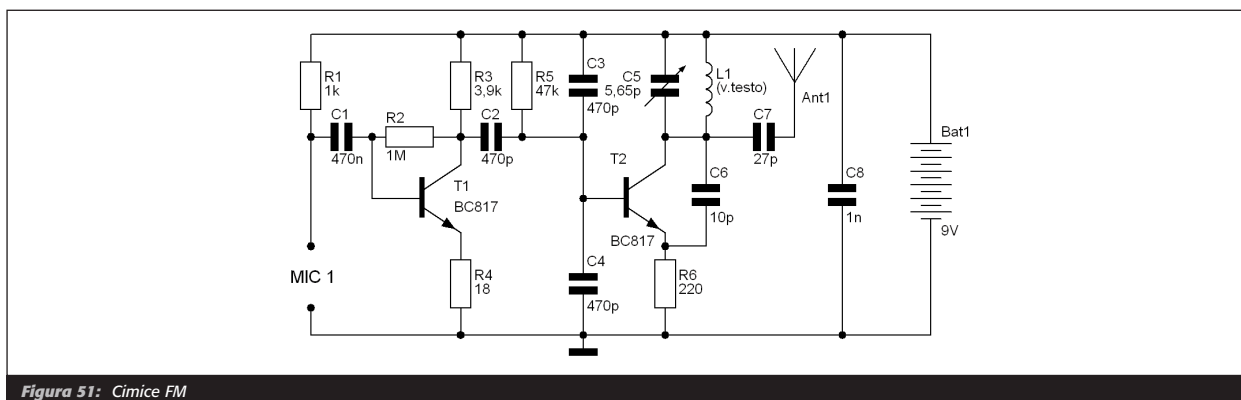 R1
1k
C1
470n
R2
1M
R3
3,9k
C2
470p
R5
47k
C3
470p
C5
5,65p
L1
(v.testo)
Ant1
C7
27p
Bat1
9V
T1
BC817
T2
BC817
C6
10p
C8
1n
MIC 1
R4
18
C4
470p
R6
220
Figura 51: Cimice FM